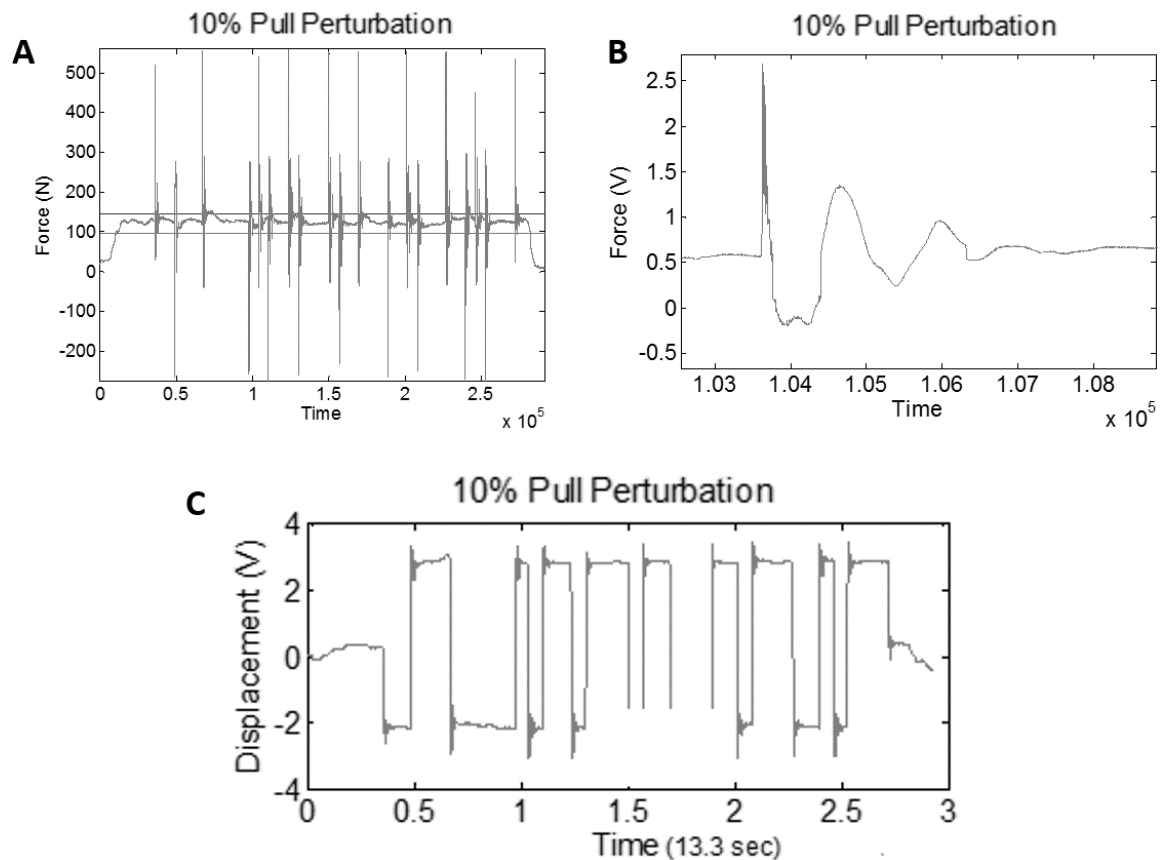 10% Pull Perturbation
A
500
400
300
200
100
0
-100
-200
Force (N)
0 0.5 1 1.5 2 2.5
Time
x 10^5
10% Pull Perturbation
B
2.5
2
1.5
1
0.5
0
-0.5
Force (V)
1.03 1.04 1.05 1.06 1.07 1.08
Time
x 10^5
10% Pull Perturbation
C
4
2
0
-2
-4
Displacement (V)
0 0.5 1 1.5 2 2.5 3
Time (13.3 sec)